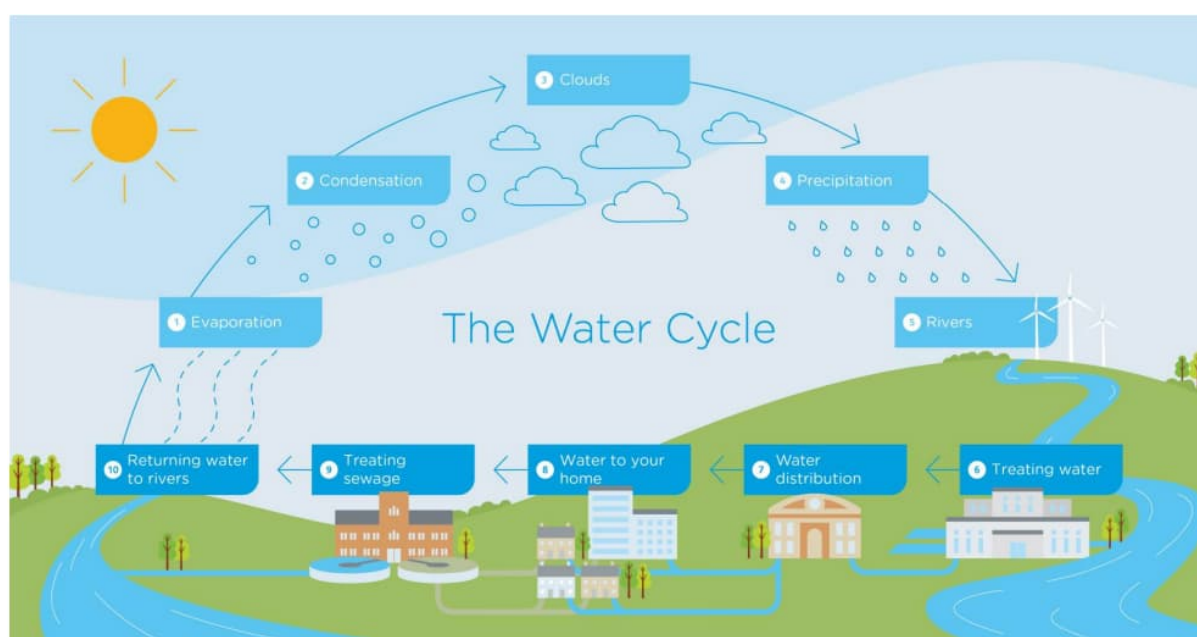 The Water Cycle
1 Evaporation
2 Condensation
3 Clouds
4 Precipitation
5 Rivers
6 Treating water
7 Water
distribution
8 Water to your
home
9 Treating
sewage
10 Returning water
to rivers